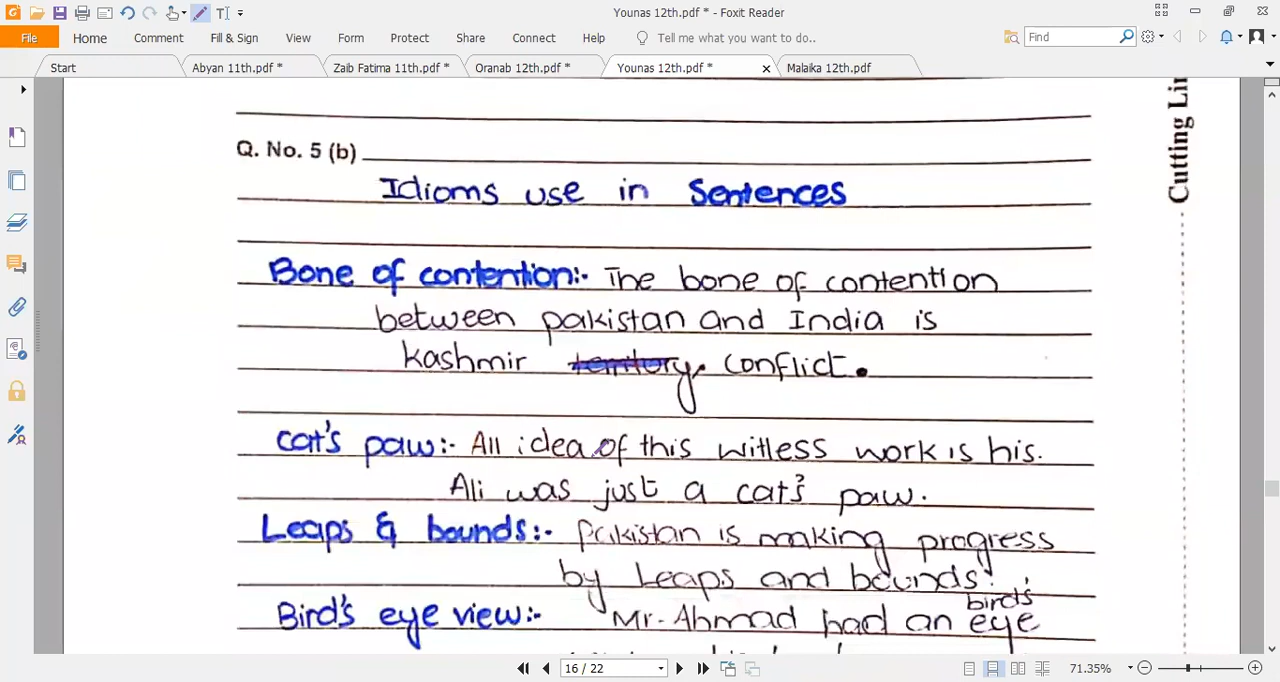 Younas 12th.pdf * - Foxit Reader
File Home Comment Fill & Sign View Form Protect Share Connect Help Tell me what you want to do.. Find
Start Abyan 11th.pdf * Zaib Fatima 11th.pdf * Oranab 12th.pdf * Younas 12th.pdf * Malaika 12th.pdf
Cutting Lin
Q. No. 5 (b)
Idioms use in Sentences
Bone of contention:- The bone of contention
between pakistan and India is
kashmir territory. conflict.
cat's paw:- All idea of this witless work is his.
Ali was just a cat's paw.
Leaps & bounds:- Pakistan is making progress
by Leaps and bounds.
Bird's eye view:- Mr. Ahmad had an bird's eye
16 / 22 71.35%